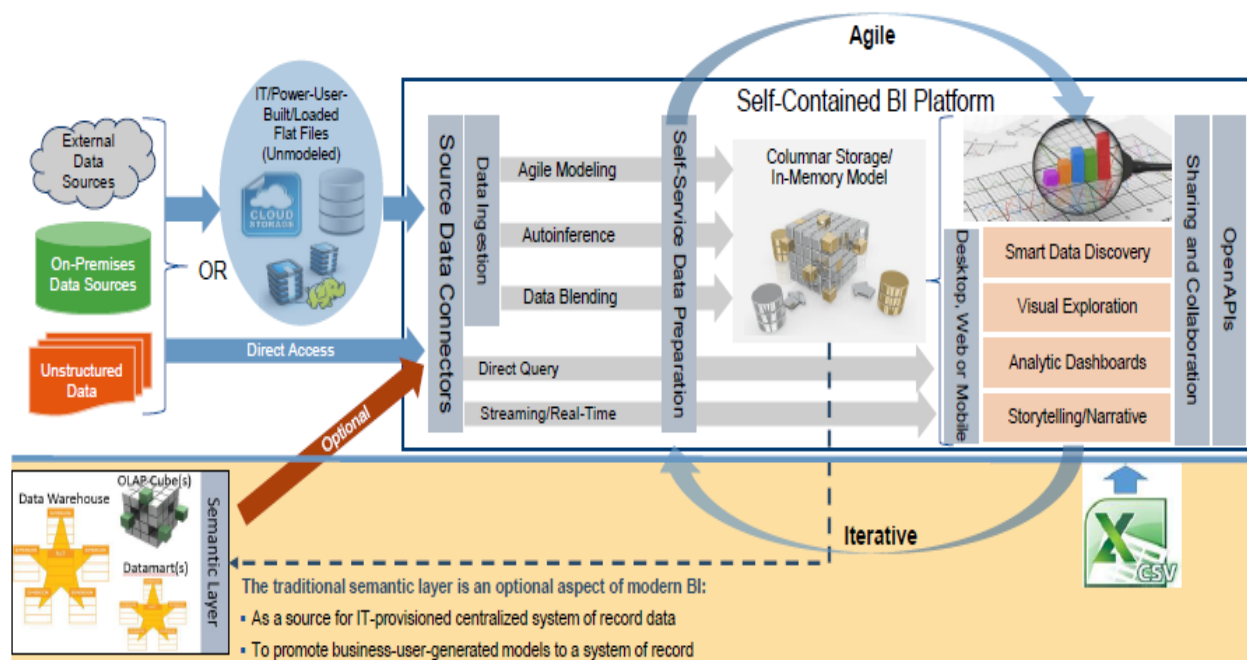 Agile
Self-Contained BI Platform
IT/Power-User-
Built/Loaded
Flat Files
(Unmodeled)
CLOUD
STORAGE
External
Data
Sources
On-Premises
Data Sources
Unstructured
Data
OR
Direct Access
Optional
Source Data Connectors
Data Ingestion
Agile Modeling
Autoinference
Data Blending
Direct Query
Streaming/Real-Time
Self-Service Data Preparation
Columnar Storage/
In-Memory Model
Desktop, Web or Mobile
Smart Data Discovery
Visual Exploration
Analytic Dashboards
Storytelling/Narrative
Sharing and Collaboration
OpenAPIs
Iterative
X
CSV
OLAP Cube(s)
Data Warehouse
Datamart(s)
Semantic Layer
The traditional semantic layer is an optional aspect of modern BI:
▪ As a source for IT-provisioned centralized system of record data
▪ To promote business-user-generated models to a system of record